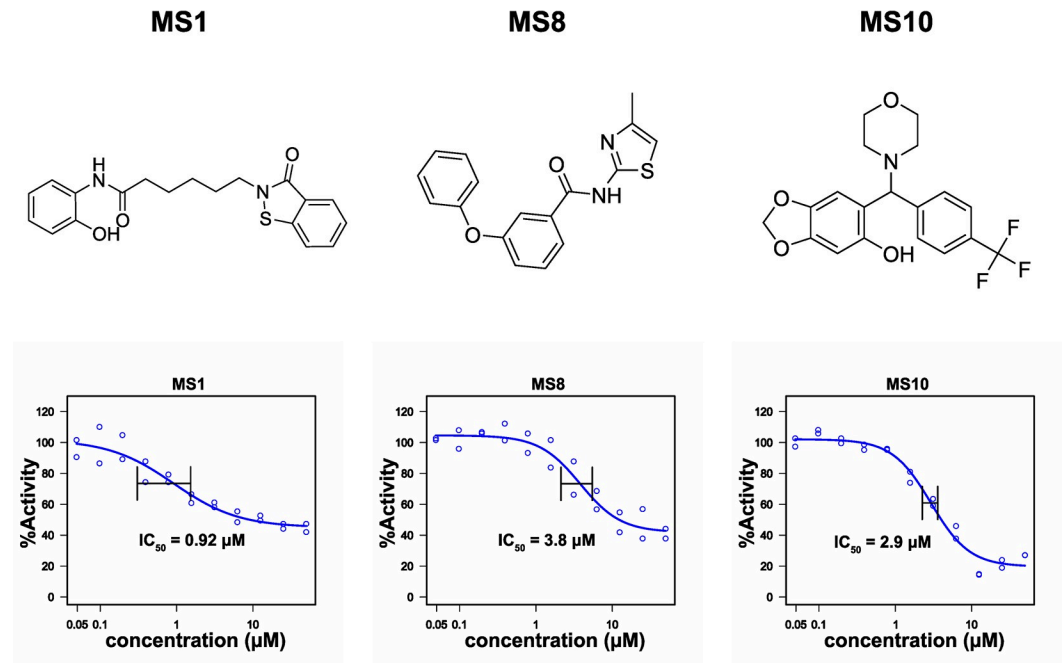 MS1 MS8 MS10
H
N
O
OH
O
N
S
O
O
NH
N
S
O
N
O
O
OH
F
F
F
MS1
120
100
80
60
40
20
0
%Activity
IC50 = 0.92 µM
0.05 0.1 1 10
concentration (µM)
MS8
120
100
80
60
40
20
0
%Activity
IC50 = 3.8 µM
0.05 0.1 1 10
concentration (µM)
MS10
120
100
80
60
40
20
0
%Activity
IC50 = 2.9 µM
0.05 0.1 1 10
concentration (µM)